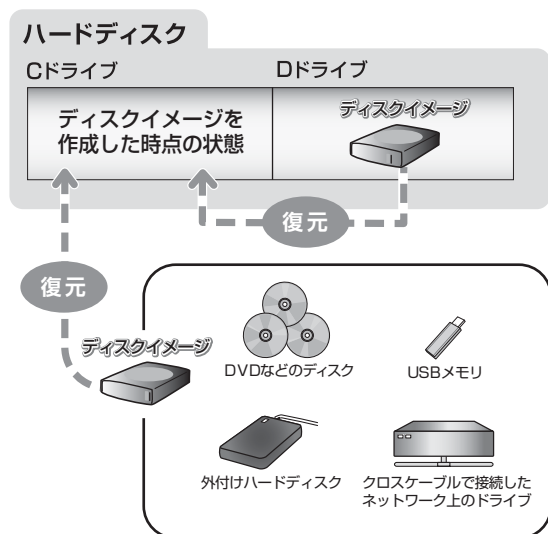 ハードディスク
Cドライブ
Dドライブ
ディスクイメージを
作成した時点の状態
ディスクイメージ
復元
復元
ディスクイメージ
DVDなどのディスク
USBメモリ
外付けハードディスク
クロスケーブルで接続した
ネットワーク上のドライブ